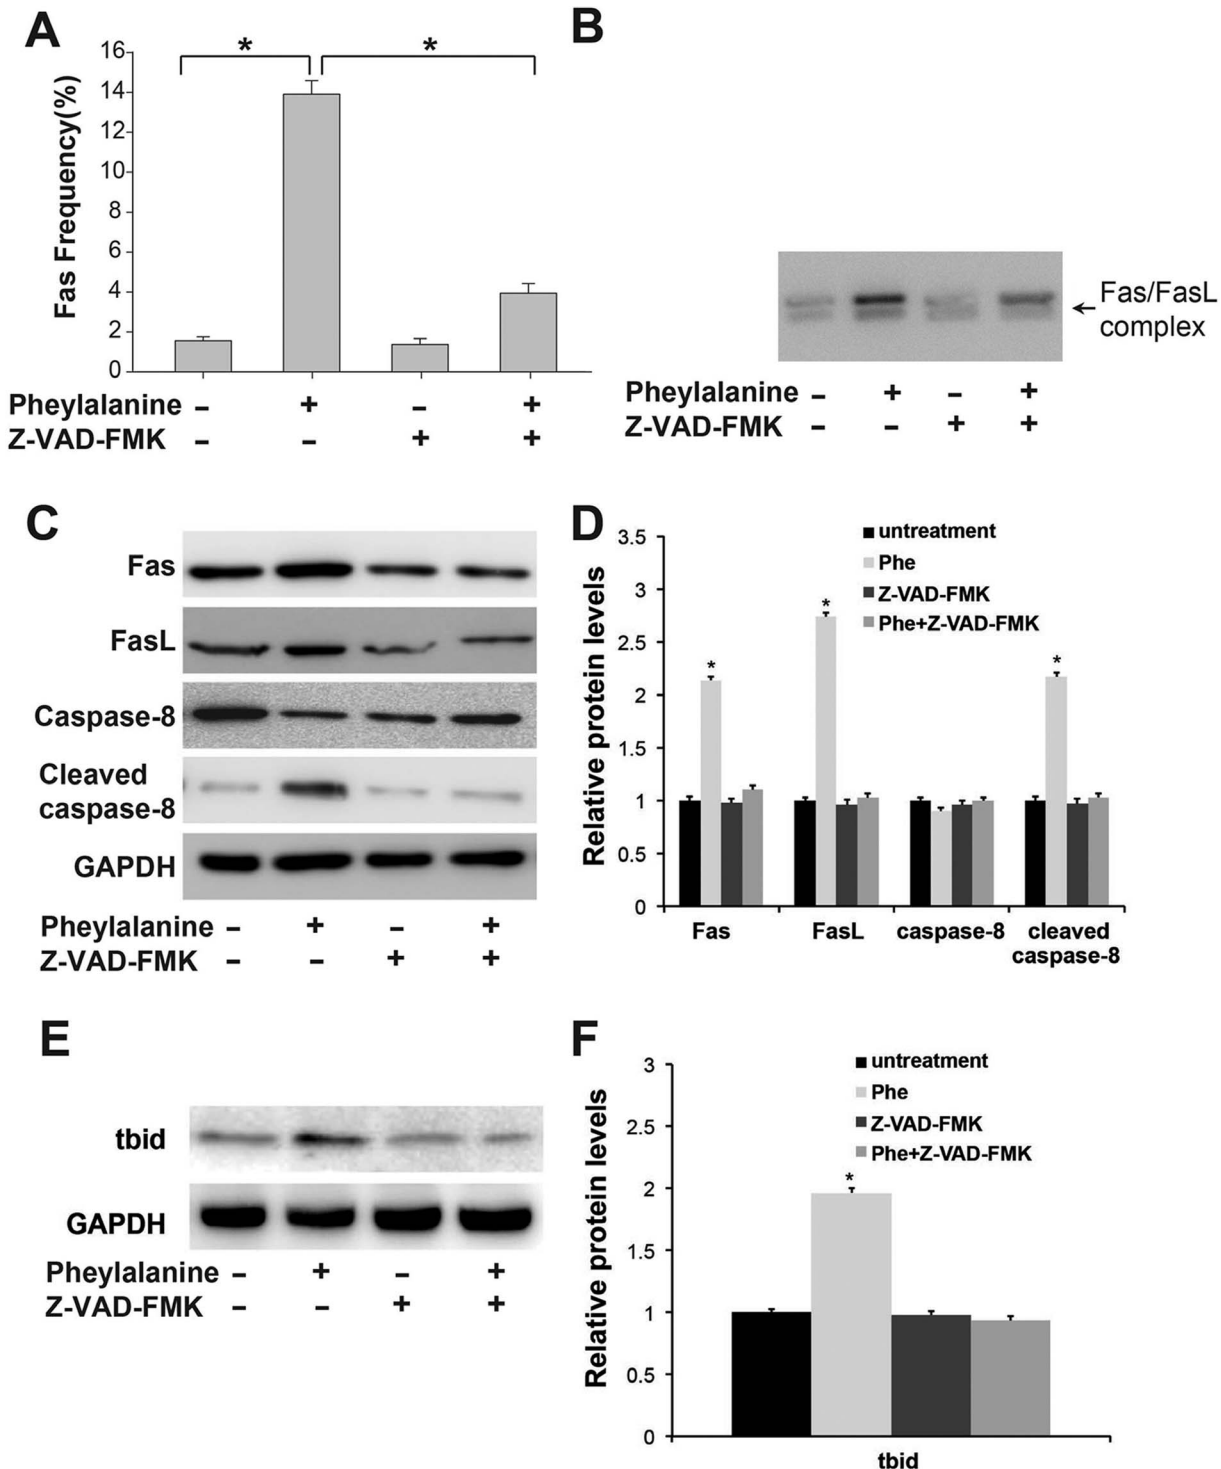 A
Fas Frequency(%)
16
14
12
10
8
6
4
2
0
*
*
Pheylalanine - + - +
Z-VAD-FMK - - + +
B
Fas/FasL
complex
Pheylalanine - + - +
Z-VAD-FMK - - + +
C
Fas
FasL
Caspase-8
Cleaved
caspase-8
GAPDH
Pheylalanine - + - +
Z-VAD-FMK - - + +
D
Relative protein levels
3.5
3
2.5
2
1.5
1
0.5
0
untreatment
Phe
Z-VAD-FMK
Phe+Z-VAD-FMK
*
*
*
Fas FasL caspase-8 cleaved
caspase-8
E
tbid
GAPDH
Pheylalanine - + - +
Z-VAD-FMK - - + +
F
Relative protein levels
3
2.5
2
1.5
1
0.5
0
untreatment
Phe
Z-VAD-FMK
Phe+Z-VAD-FMK
*
tbid